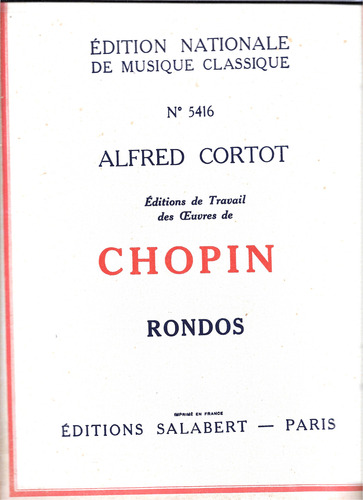 ÉDITION NATIONALE
DE MUSIQUE CLASSIQUE
N° 5416
ALFRED CORTOT
Éditions de Travail
des Œuvres de
CHOPIN
RONDOS
IMPRIMÉ EN FRANCE
ÉDITIONS SALABERT — PARIS